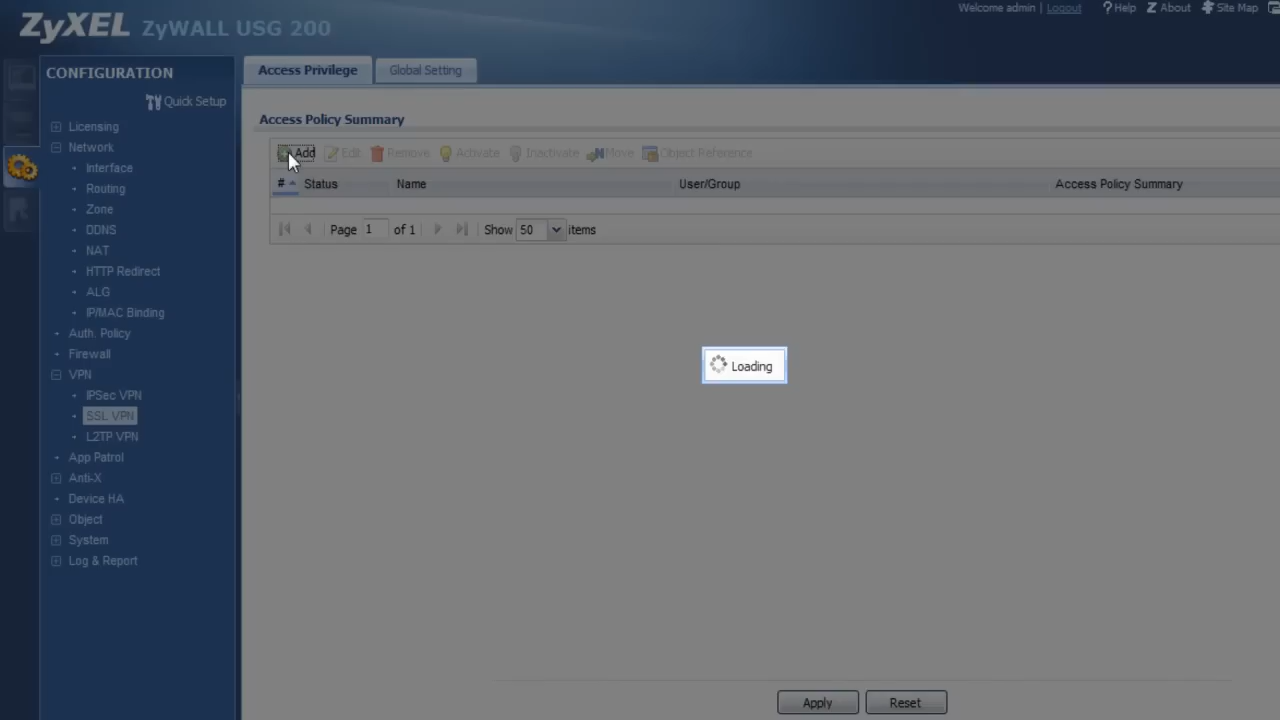 ZyXEL ZyWALL USG 200
Welcome admin | Logout ?Help Z About Site Map
CONFIGURATION
Quick Setup
Licensing
Network
Interface
Routing
Zone
DDNS
NAT
HTTP Redirect
ALG
IP/MAC Binding
Auth. Policy
Firewall
VPN
IPSec VPN
SSL VPN
L2TP VPN
App Patrol
Anti-X
Device HA
Object
System
Log & Report
Access Privilege Global Setting
Access Policy Summary
Add Edit Remove Activate Inactivate Move Object Reference
# Status Name User/Group Access Policy Summary
Page 1 of 1 Show 50 items
Loading
Apply Reset